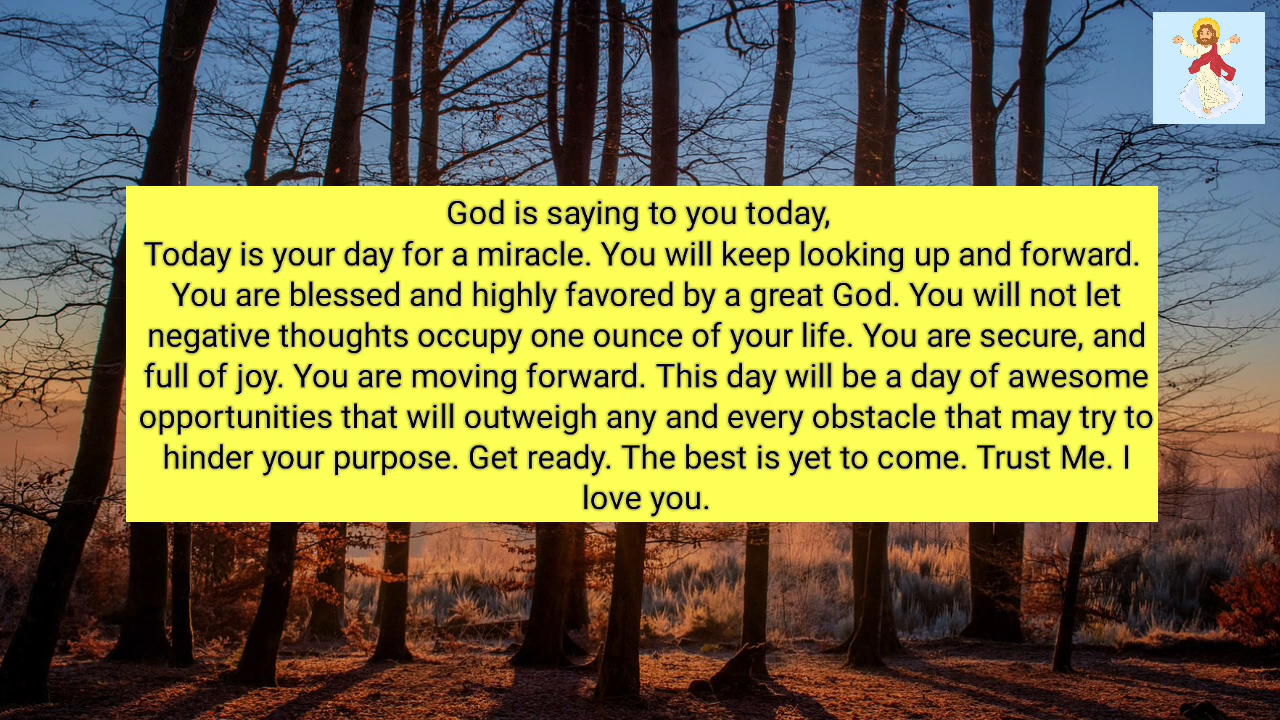 God is saying to you today,
Today is your day for a miracle. You will keep looking up and forward.
You are blessed and highly favored by a great God. You will not let
negative thoughts occupy one ounce of your life. You are secure, and
full of joy. You are moving forward. This day will be a day of awesome
opportunities that will outweigh any and every obstacle that may try to
hinder your purpose. Get ready. The best is yet to come. Trust Me. I
love you.